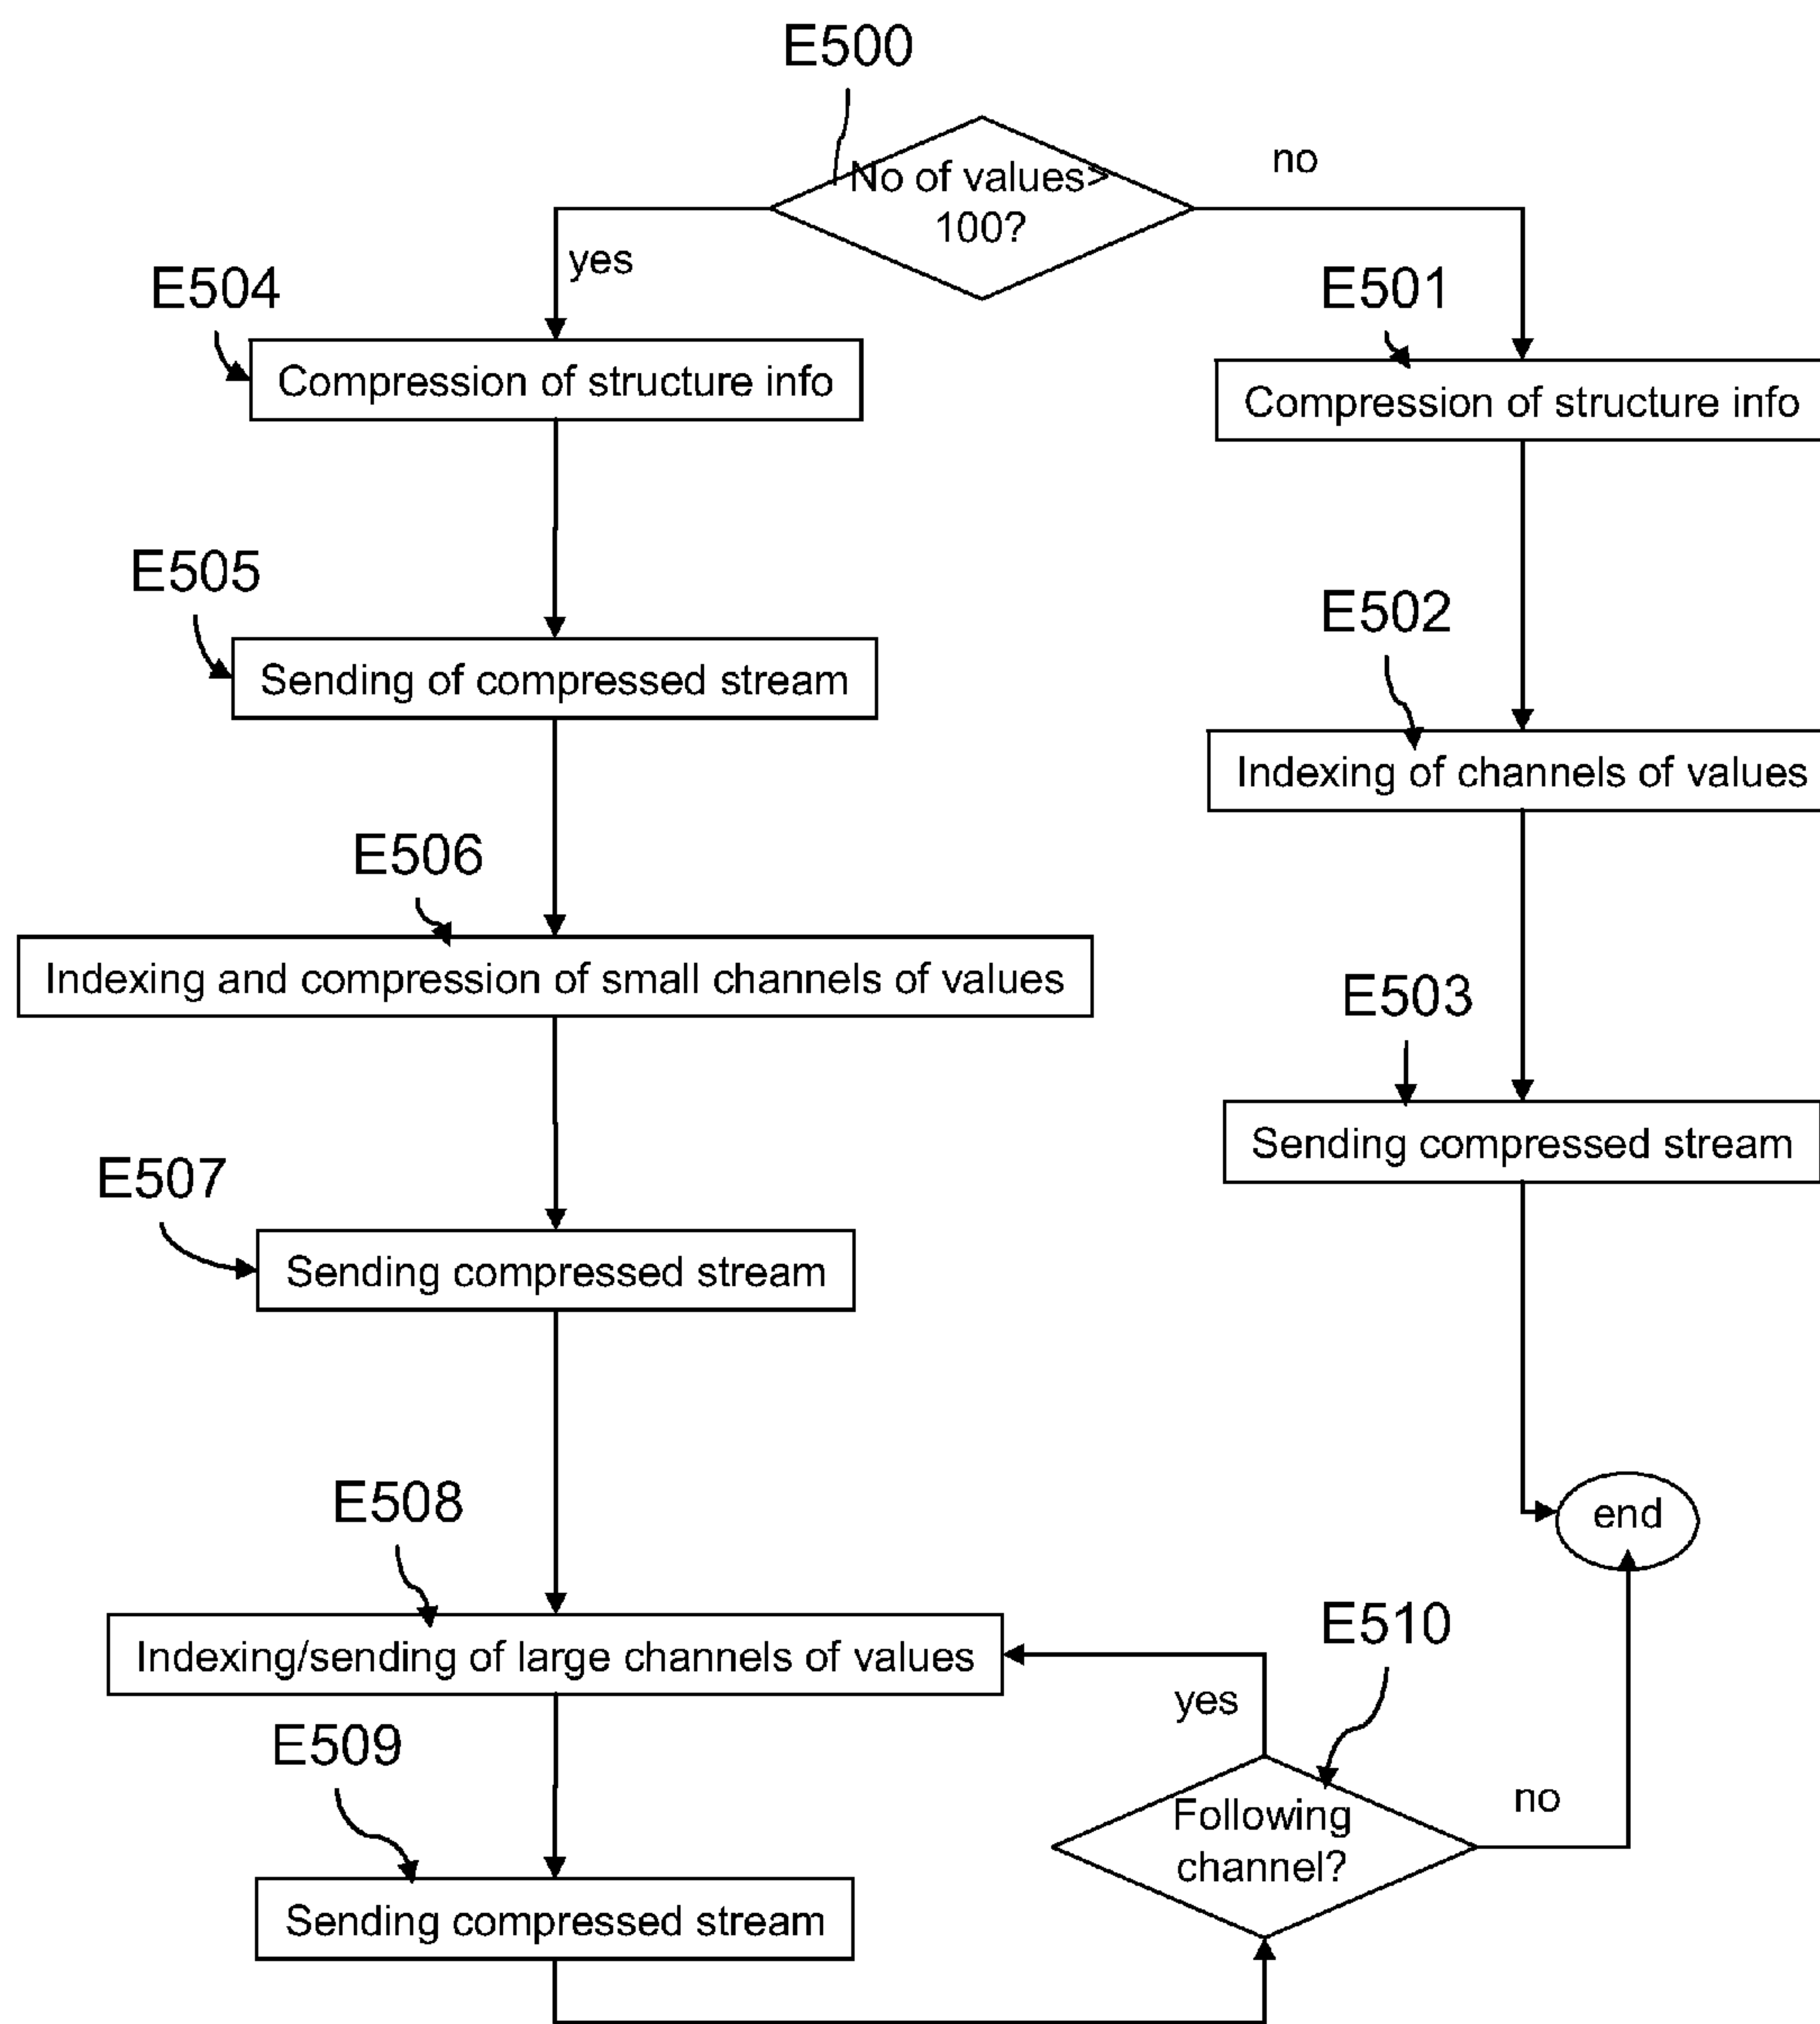 E500
No of values>
100?
no
yes
E504
E501
Compression of structure info
Compression of structure info
E505
E502
Sending of compressed stream
Indexing of channels of values
E506
Indexing and compression of small channels of values
E503
Sending compressed stream
E507
Sending compressed stream
E508
end
Indexing/sending of large channels of values
E510
yes
E509
Following
channel?
no
Sending compressed stream